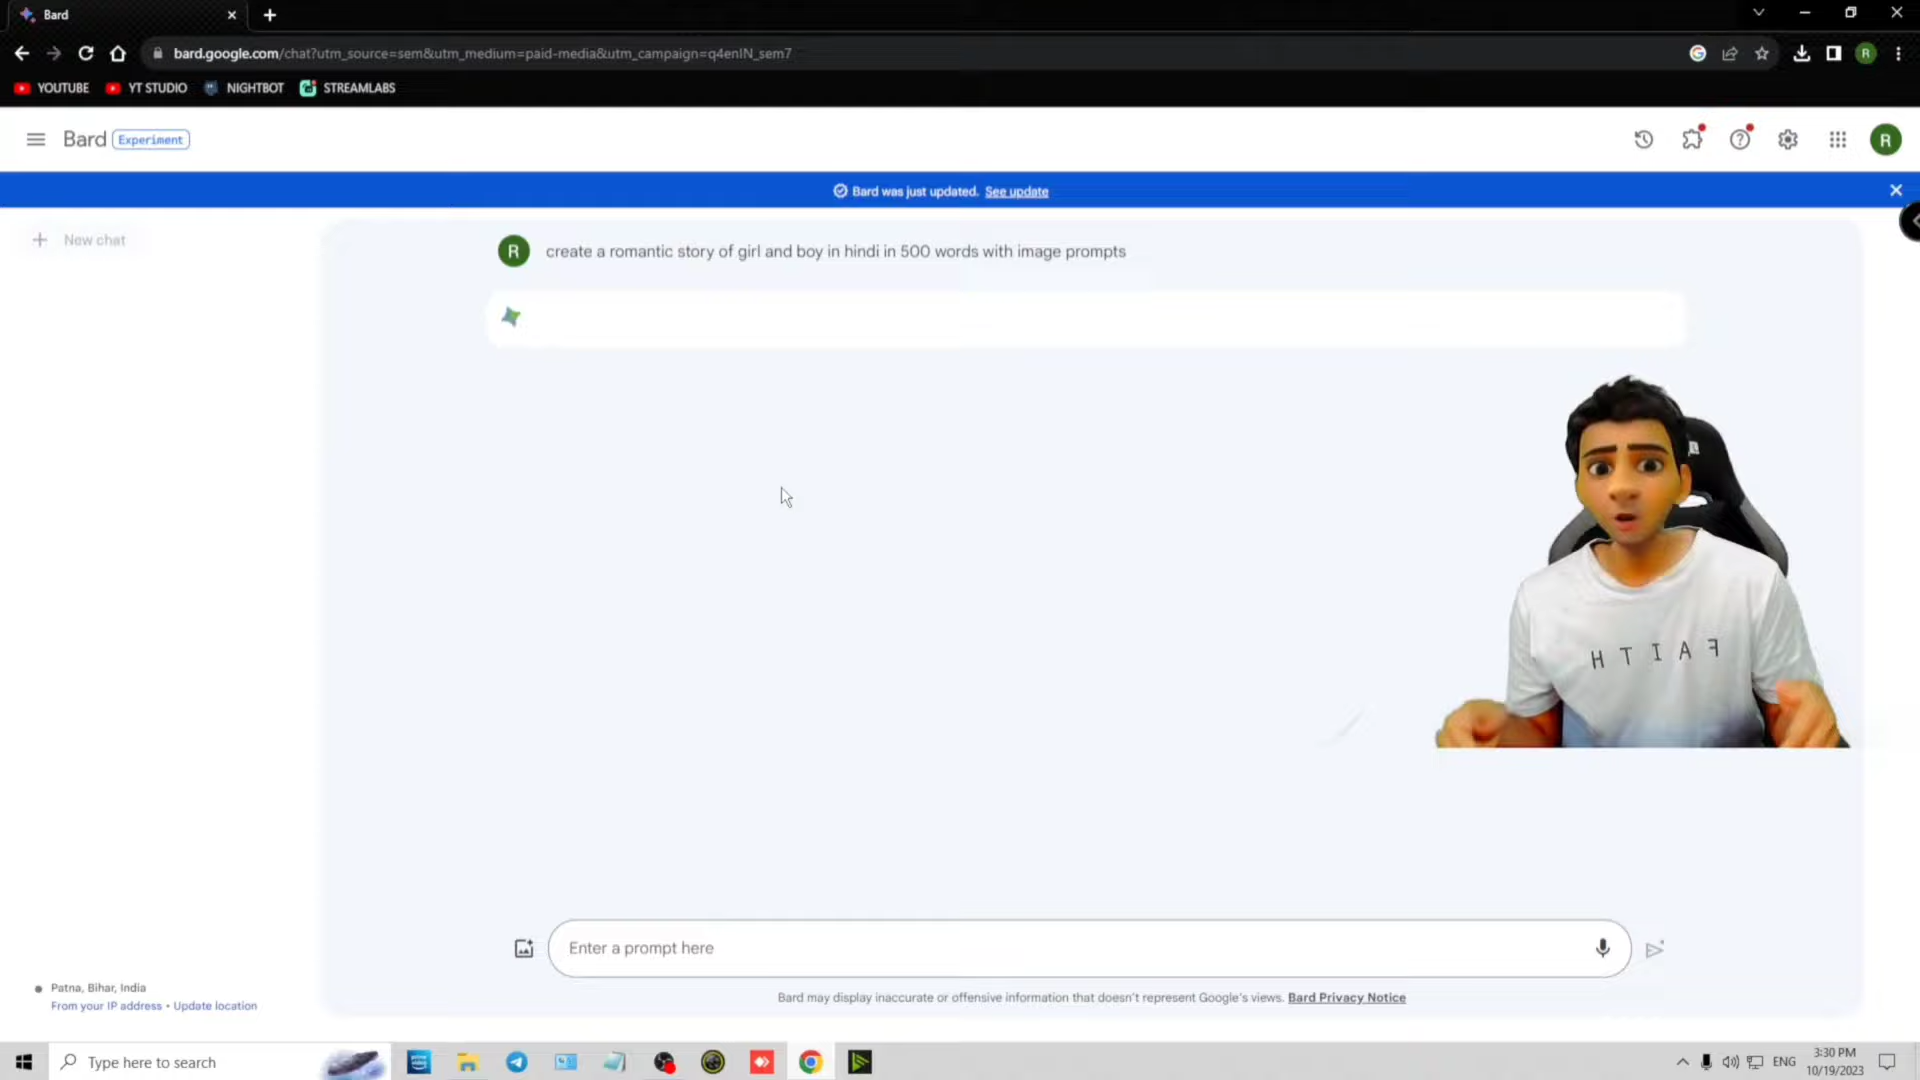 Bard
bard.google.com/chat?utm_source=sem&utm_medium=paid-media&utm_campaign=q4enIN_sem7
R
YOUTUBE
YT STUDIO
NIGHTBOT
STREAMLABS
Bard
Experiment
R
Bard was just updated. See update
New chat
R
create a romantic story of girl and boy in hindi in 500 words with image prompts
FAITH
Enter a prompt here
Bard may display inaccurate or offensive information that doesn't represent Google's views. Bard Privacy Notice
Patna, Bihar, India
From your IP address • Update location
Type here to search
prime video
ENG
3:30 PM
10/19/2023